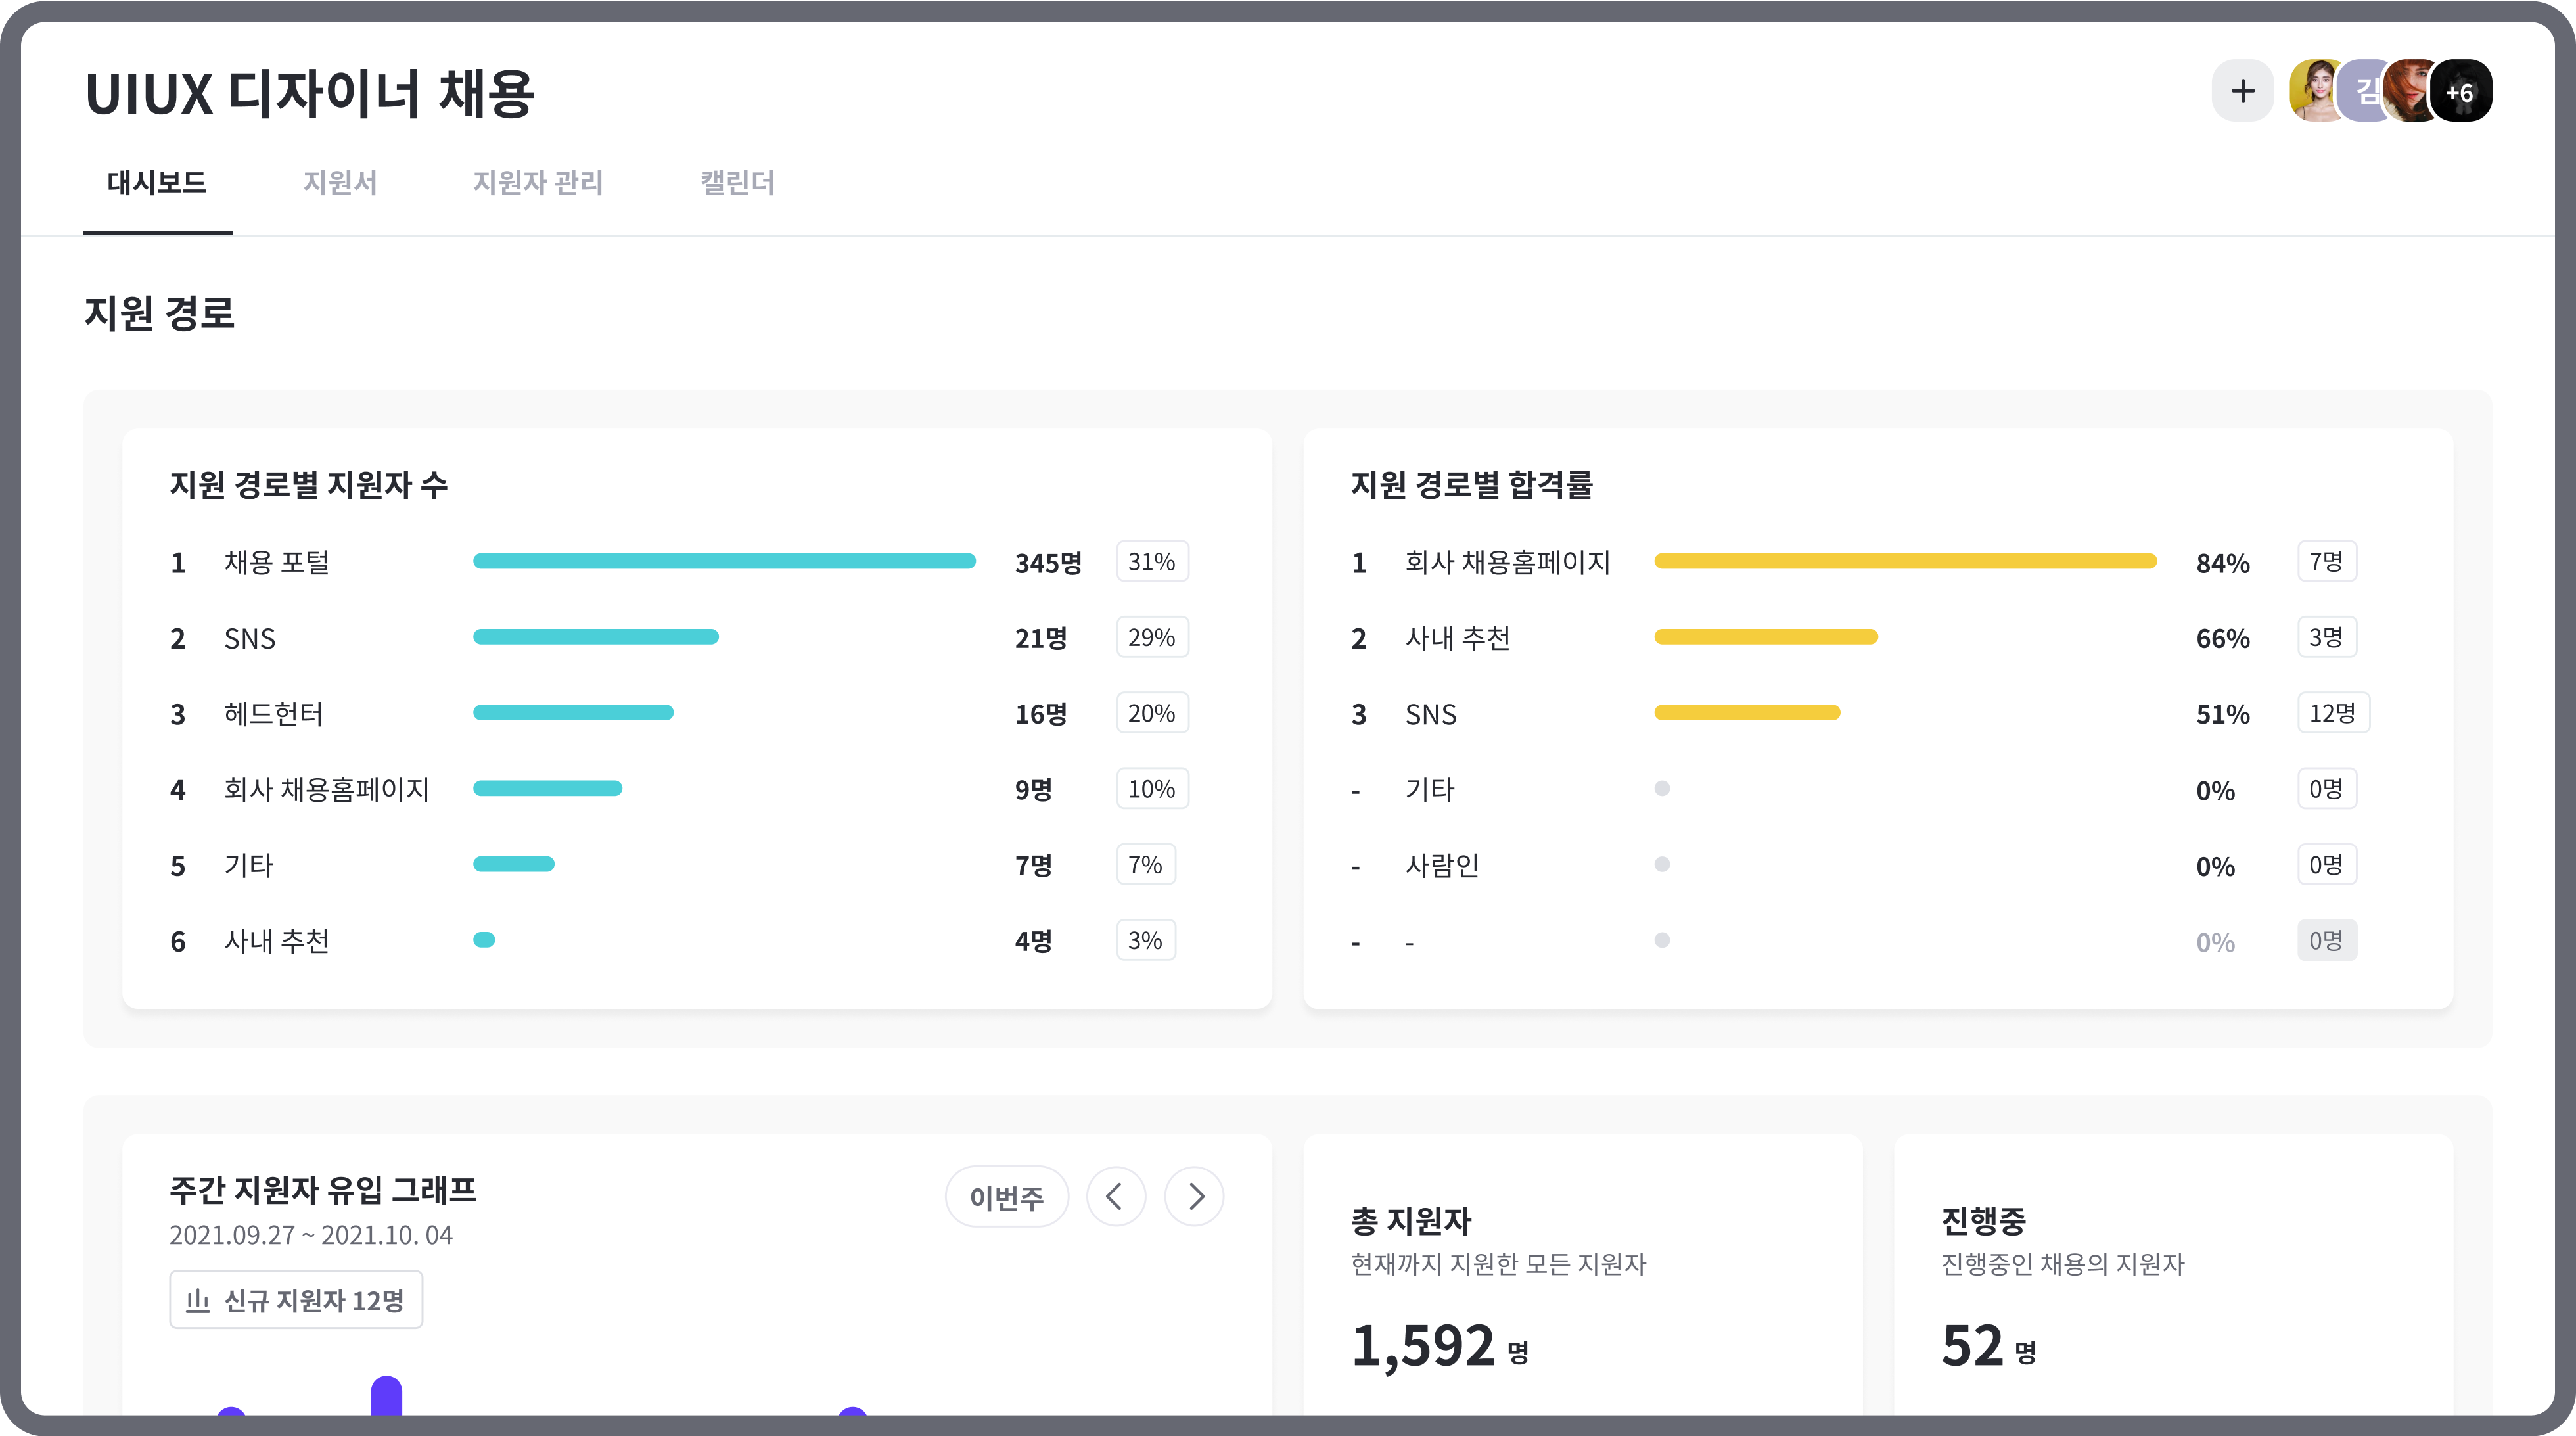 UIUX 디자이너 채용
김
+6
대시보드 지원서 지원자 관리 캘린더
지원 경로
지원 경로별 지원자 수
1 채용 포털 345명 31%
2 SNS 21명 29%
3 헤드헌터 16명 20%
4 회사 채용홈페이지 9명 10%
5 기타 7명 7%
6 사내 추천 4명 3%
지원 경로별 합격률
1 회사 채용홈페이지 84% 7명
2 사내 추천 66% 3명
3 SNS 51% 12명
- 기타 0% 0명
- 사람인 0% 0명
- - 0% 0명
주간 지원자 유입 그래프
2021.09.27 ~ 2021.10. 04
이번주
신규 지원자 12명
총 지원자
현재까지 지원한 모든 지원자
1,592 명
진행중
진행중인 채용의 지원자
52 명